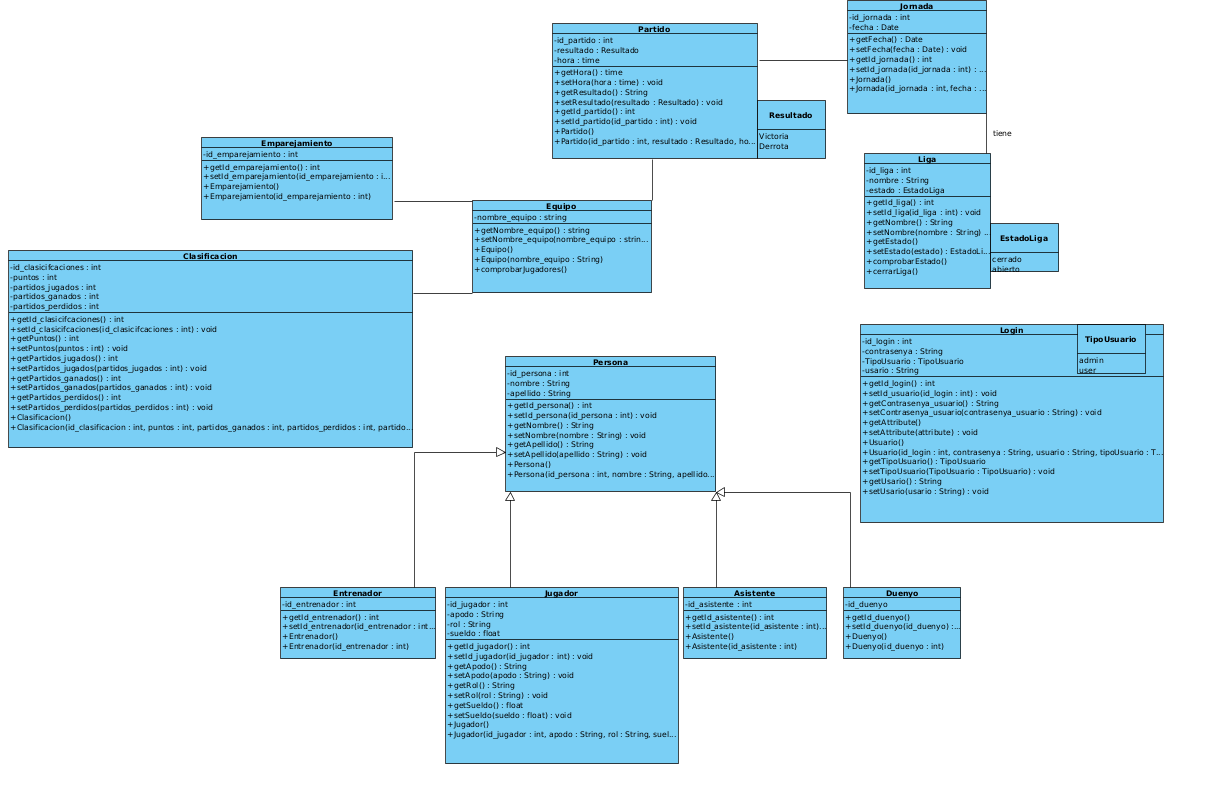 Jornada
-id_jornada : int
-fecha : Date
+getFecha() : Date
+setFecha(fecha : Date) : void
+getId_jornada() : int
+setId_jornada(id_jornada : int) : ...
+Jornada()
+Jornada(id_jornada : int, fecha : ...
Partido
-id_partido : int
-resultado : Resultado
-hora : time
+getHora() : time
+setHora(hora : time) : void
+getResultado() : String
+setResultado(resultado : Resultado) : void
+getId_partido() : int
+setId_partido(id_partido : int) : void
+Partido()
+Partido(id_partido : int, resultado : Resultado, ho...
Resultado
Victoria
Derrota
tiene
Emparejamiento
-id_emparejamiento : int
+getId_emparejamiento() : int
+setId_emparejamiento(id_emparejamiento : i...
+Emparejamiento()
+Emparejamiento(id_emparejamiento : int)
Liga
-id_liga : int
-nombre : String
-estado : EstadoLiga
+getId_liga() : int
+setId_liga(id_liga : int) : void
+getNombre() : String
+setNombre(nombre : String) ...
+getEstado()
+setEstado(estado) : EstadoLi...
+comprobarEstado()
+cerrarLiga()
EstadoLiga
cerrado
abierto
Equipo
-nombre_equipo : string
+getNombre_equipo() : string
+setNombre_equipo(nombre_equipo : strin...
+Equipo()
+Equipo(nombre_equipo : String)
+comprobarJugadores()
Clasificacion
-id_clasicifcaciones : int
-puntos : int
-partidos_jugados : int
-partidos_ganados : int
-partidos_perdidos : int
+getId_clasicifcaciones() : int
+setId_clasicifcaciones(id_clasicifcaciones : int) : void
+getPuntos() : int
+setPuntos(puntos : int) : void
+getPartidos_jugados() : int
+setPartidos_jugados(partidos_jugados : int) : void
+getPartidos_ganados() : int
+setPartidos_ganados(partidos_ganados : int) : void
+getPartidos_perdidos() : int
+setPartidos_perdidos(partidos_perdidos : int) : void
+Clasificacion()
+Clasificacion(id_clasificacion : int, puntos : int, partidos_ganados : int, partidos_perdidos : int, partido...
Login
-id_login : int
-contrasenya : String
-TipoUsuario : TipoUsuario
-usario : String
+getId_login() : int
+setId_usuario(id_login : int) : void
+getContrasenya_usuario() : String
+setContrasenya_usuario(contrasenya_usuario : String) : void
+getAttribute()
+setAttribute(attribute) : void
+Usuario()
+Usuario(id_login : int, contrasenya : String, usuario : String, tipoUsuario : T...
+getTipoUsuario() : TipoUsuario
+setTipoUsuario(TipoUsuario : TipoUsuario) : void
+getUsario() : String
+setUsario(usario : String) : void
TipoUsuario
admin
user
Persona
-id_persona : int
-nombre : String
-apellido : String
+getId_persona() : int
+setId_persona(id_persona : int) : void
+getNombre() : String
+setNombre(nombre : String) : void
+getApellido() : String
+setApellido(apellido : String) : void
+Persona()
+Persona(id_persona : int, nombre : String, apellido...
Entrenador
-id_entrenador : int
+getId_entrenador() : int
+setId_entrenador(id_entrenador : int...
+Entrenador()
+Entrenador(id_entrenador : int)
Jugador
-id_jugador : int
-apodo : String
-rol : String
-sueldo : float
+getId_jugador() : int
+setId_jugador(id_jugador : int) : void
+getApodo() : String
+setApodo(apodo : String) : void
+getRol() : String
+setRol(rol : String) : void
+getSueldo() : float
+setSueldo(sueldo : float) : void
+Jugador()
+Jugador(id_jugador : int, apodo : String, rol : String, suel...
Asistente
-id_asistente : int
+getId_asistente() : int
+setId_asistente(id_asistente : int)...
+Asistente()
+Asistente(id_asistente : int)
Duenyo
-id_duenyo
+getId_duenyo()
+setId_duenyo(id_duenyo) :...
+Duenyo()
+Duenyo(id_duenyo : int)